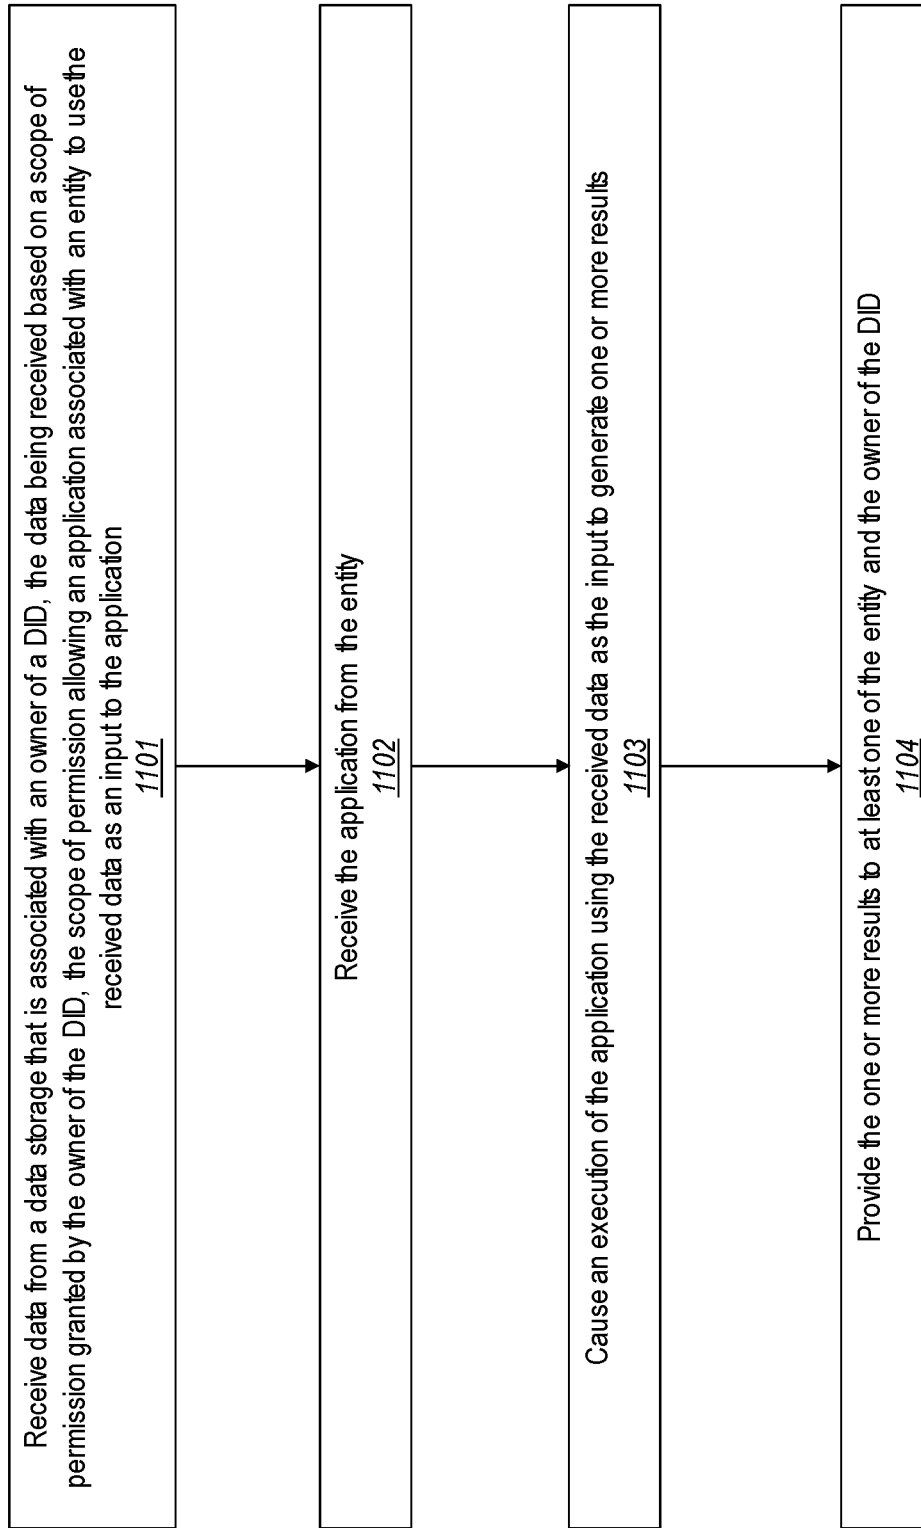 Receive data from a data storage that is associated with an owner of a DID, the data being received based on a scope of
permission granted by the owner of the DID, the scope of permission allowing an application associated with an entity to use the
received data as an input to the application
1101
Receive the application from the entity
1102
Cause an execution of the application using the received data as the input to generate one or more results
1103
Provide the one or more results to at least one of the entity and the owner of the DID
1104